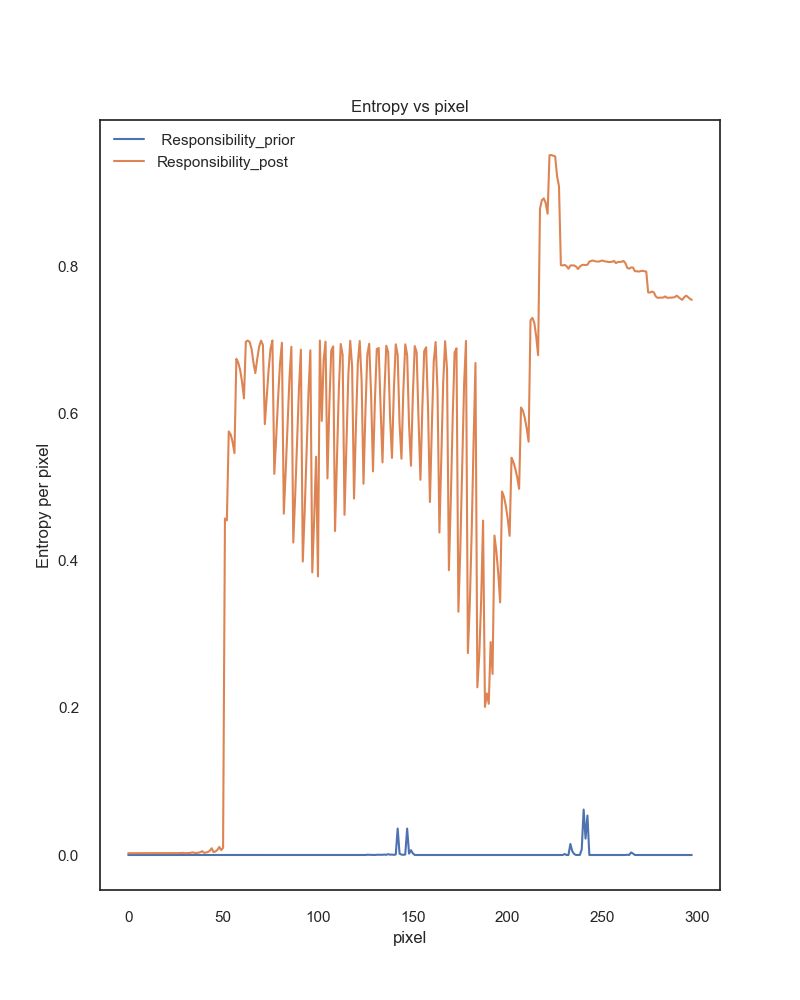 Entropy vs pixel
Responsibility_prior
Responsibility_post
Entropy per pixel
0.8
0.6
0.4
0.2
0.0
0 50 100 150 200 250 300
pixel